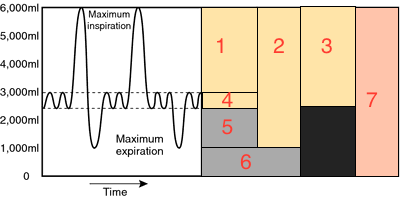 6,000ml
Maximum
inspiration
5,000ml
1
2
3
4,000ml
3,000ml
4
7
2,000ml
5
Maximum
expiration
1,000ml
6
0
Time